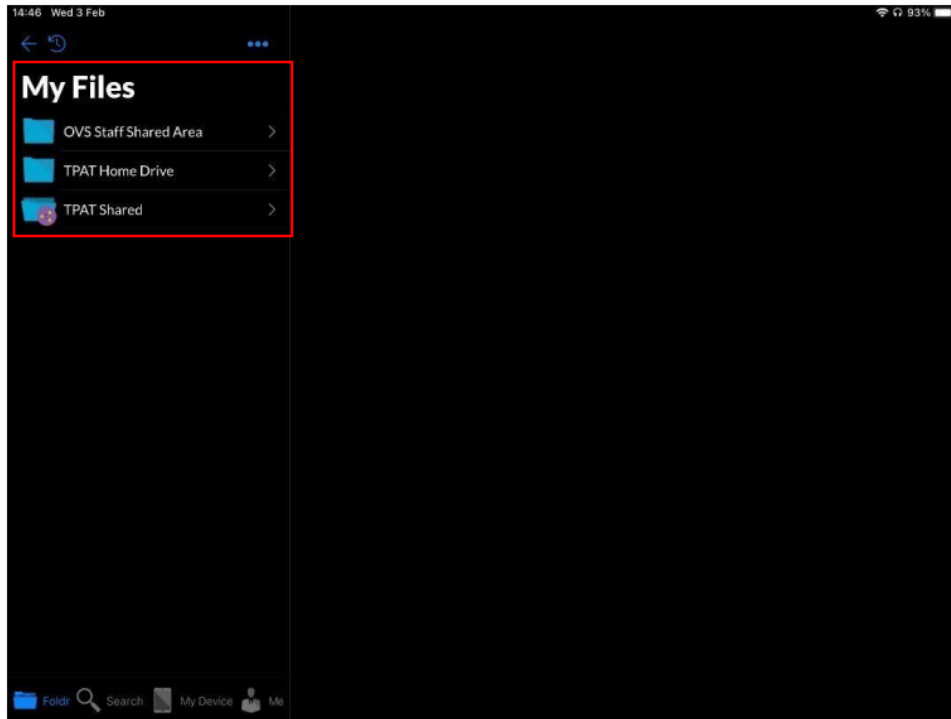 14:46 Wed 3 Feb
93%
My Files
OVS Staff Shared Area
TPAT Home Drive
TPAT Shared
Foldr Search My Device Me